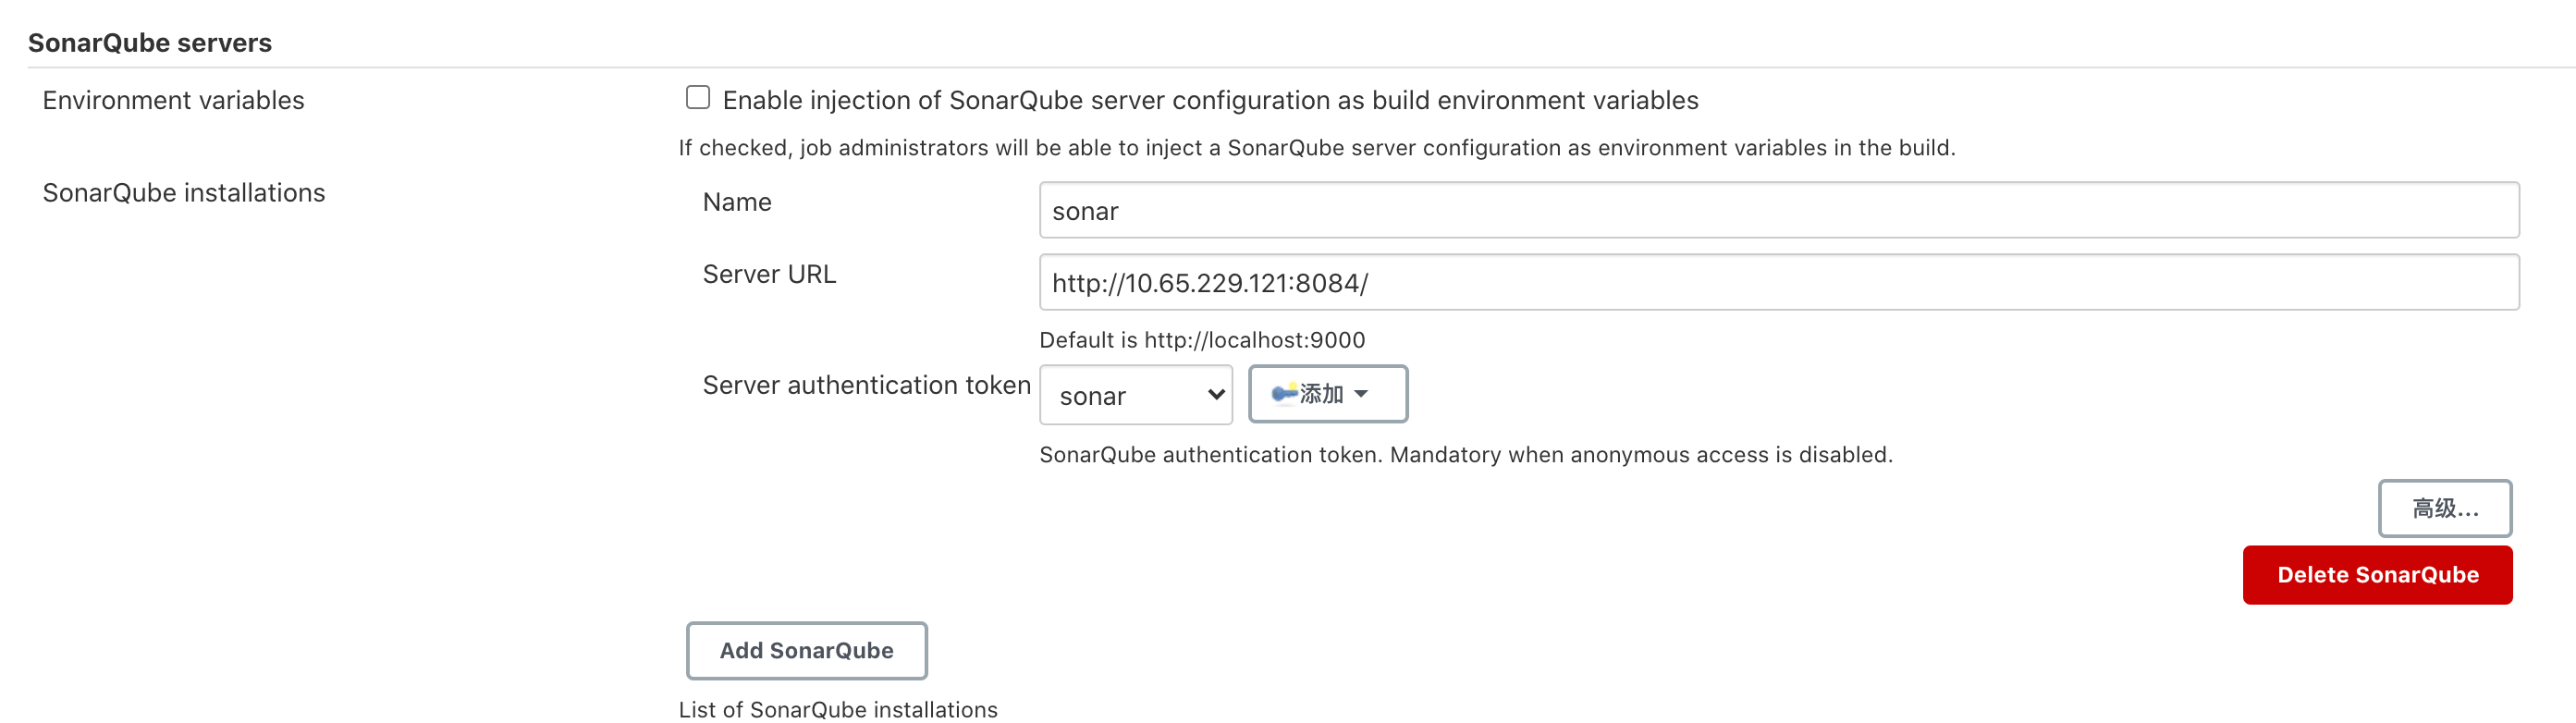 SonarQube servers
Environment variables
Enable injection of SonarQube server configuration as build environment variables
If checked, job administrators will be able to inject a SonarQube server configuration as environment variables in the build.
SonarQube installations
Name
sonar
Server URL
http://10.65.229.121:8084/
Default is http://localhost:9000
Server authentication token
sonar
添加
SonarQube authentication token. Mandatory when anonymous access is disabled.
高级...
Delete SonarQube
Add SonarQube
List of SonarQube installations